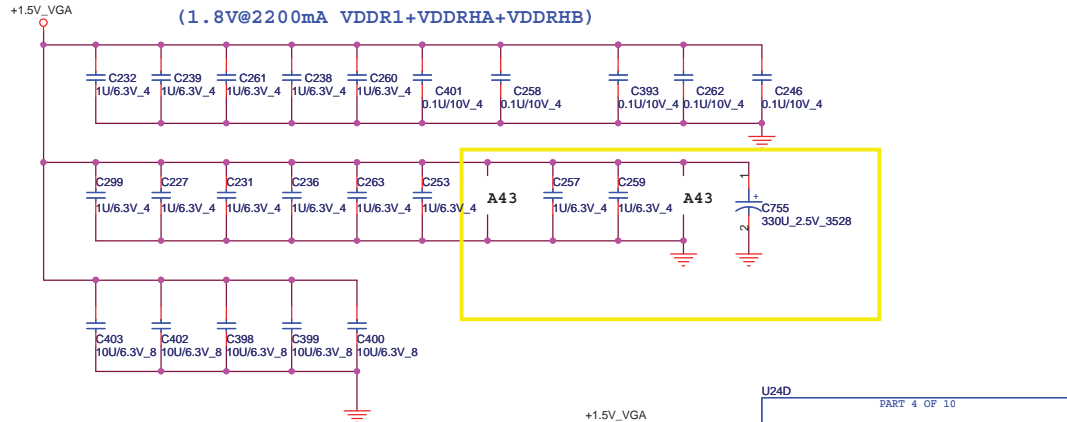 +1.5V_VGA
(1.8V@2200mA VDDR1+VDDRHA+VDDRHB)
C232
1U/6.3V_4
C239
1U/6.3V_4
C261
1U/6.3V_4
C238
1U/6.3V_4
C260
1U/6.3V_4
C401
0.1U/10V_4
C258
0.1U/10V_4
C393
0.1U/10V_4
C262
0.1U/10V_4
C246
0.1U/10V_4
C299
1U/6.3V_4
C227
1U/6.3V_4
C231
1U/6.3V_4
C236
1U/6.3V_4
C263
1U/6.3V_4
C253
1U/6.3V_4
A43
C257
1U/6.3V_4
C259
1U/6.3V_4
A43
1
+
C755
330U_2.5V_3528
2
C403
10U/6.3V_8
C402
10U/6.3V_8
C398
10U/6.3V_8
C399
10U/6.3V_8
C400
10U/6.3V_8
+1.5V_VGA
U24D
PART 4 OF 10